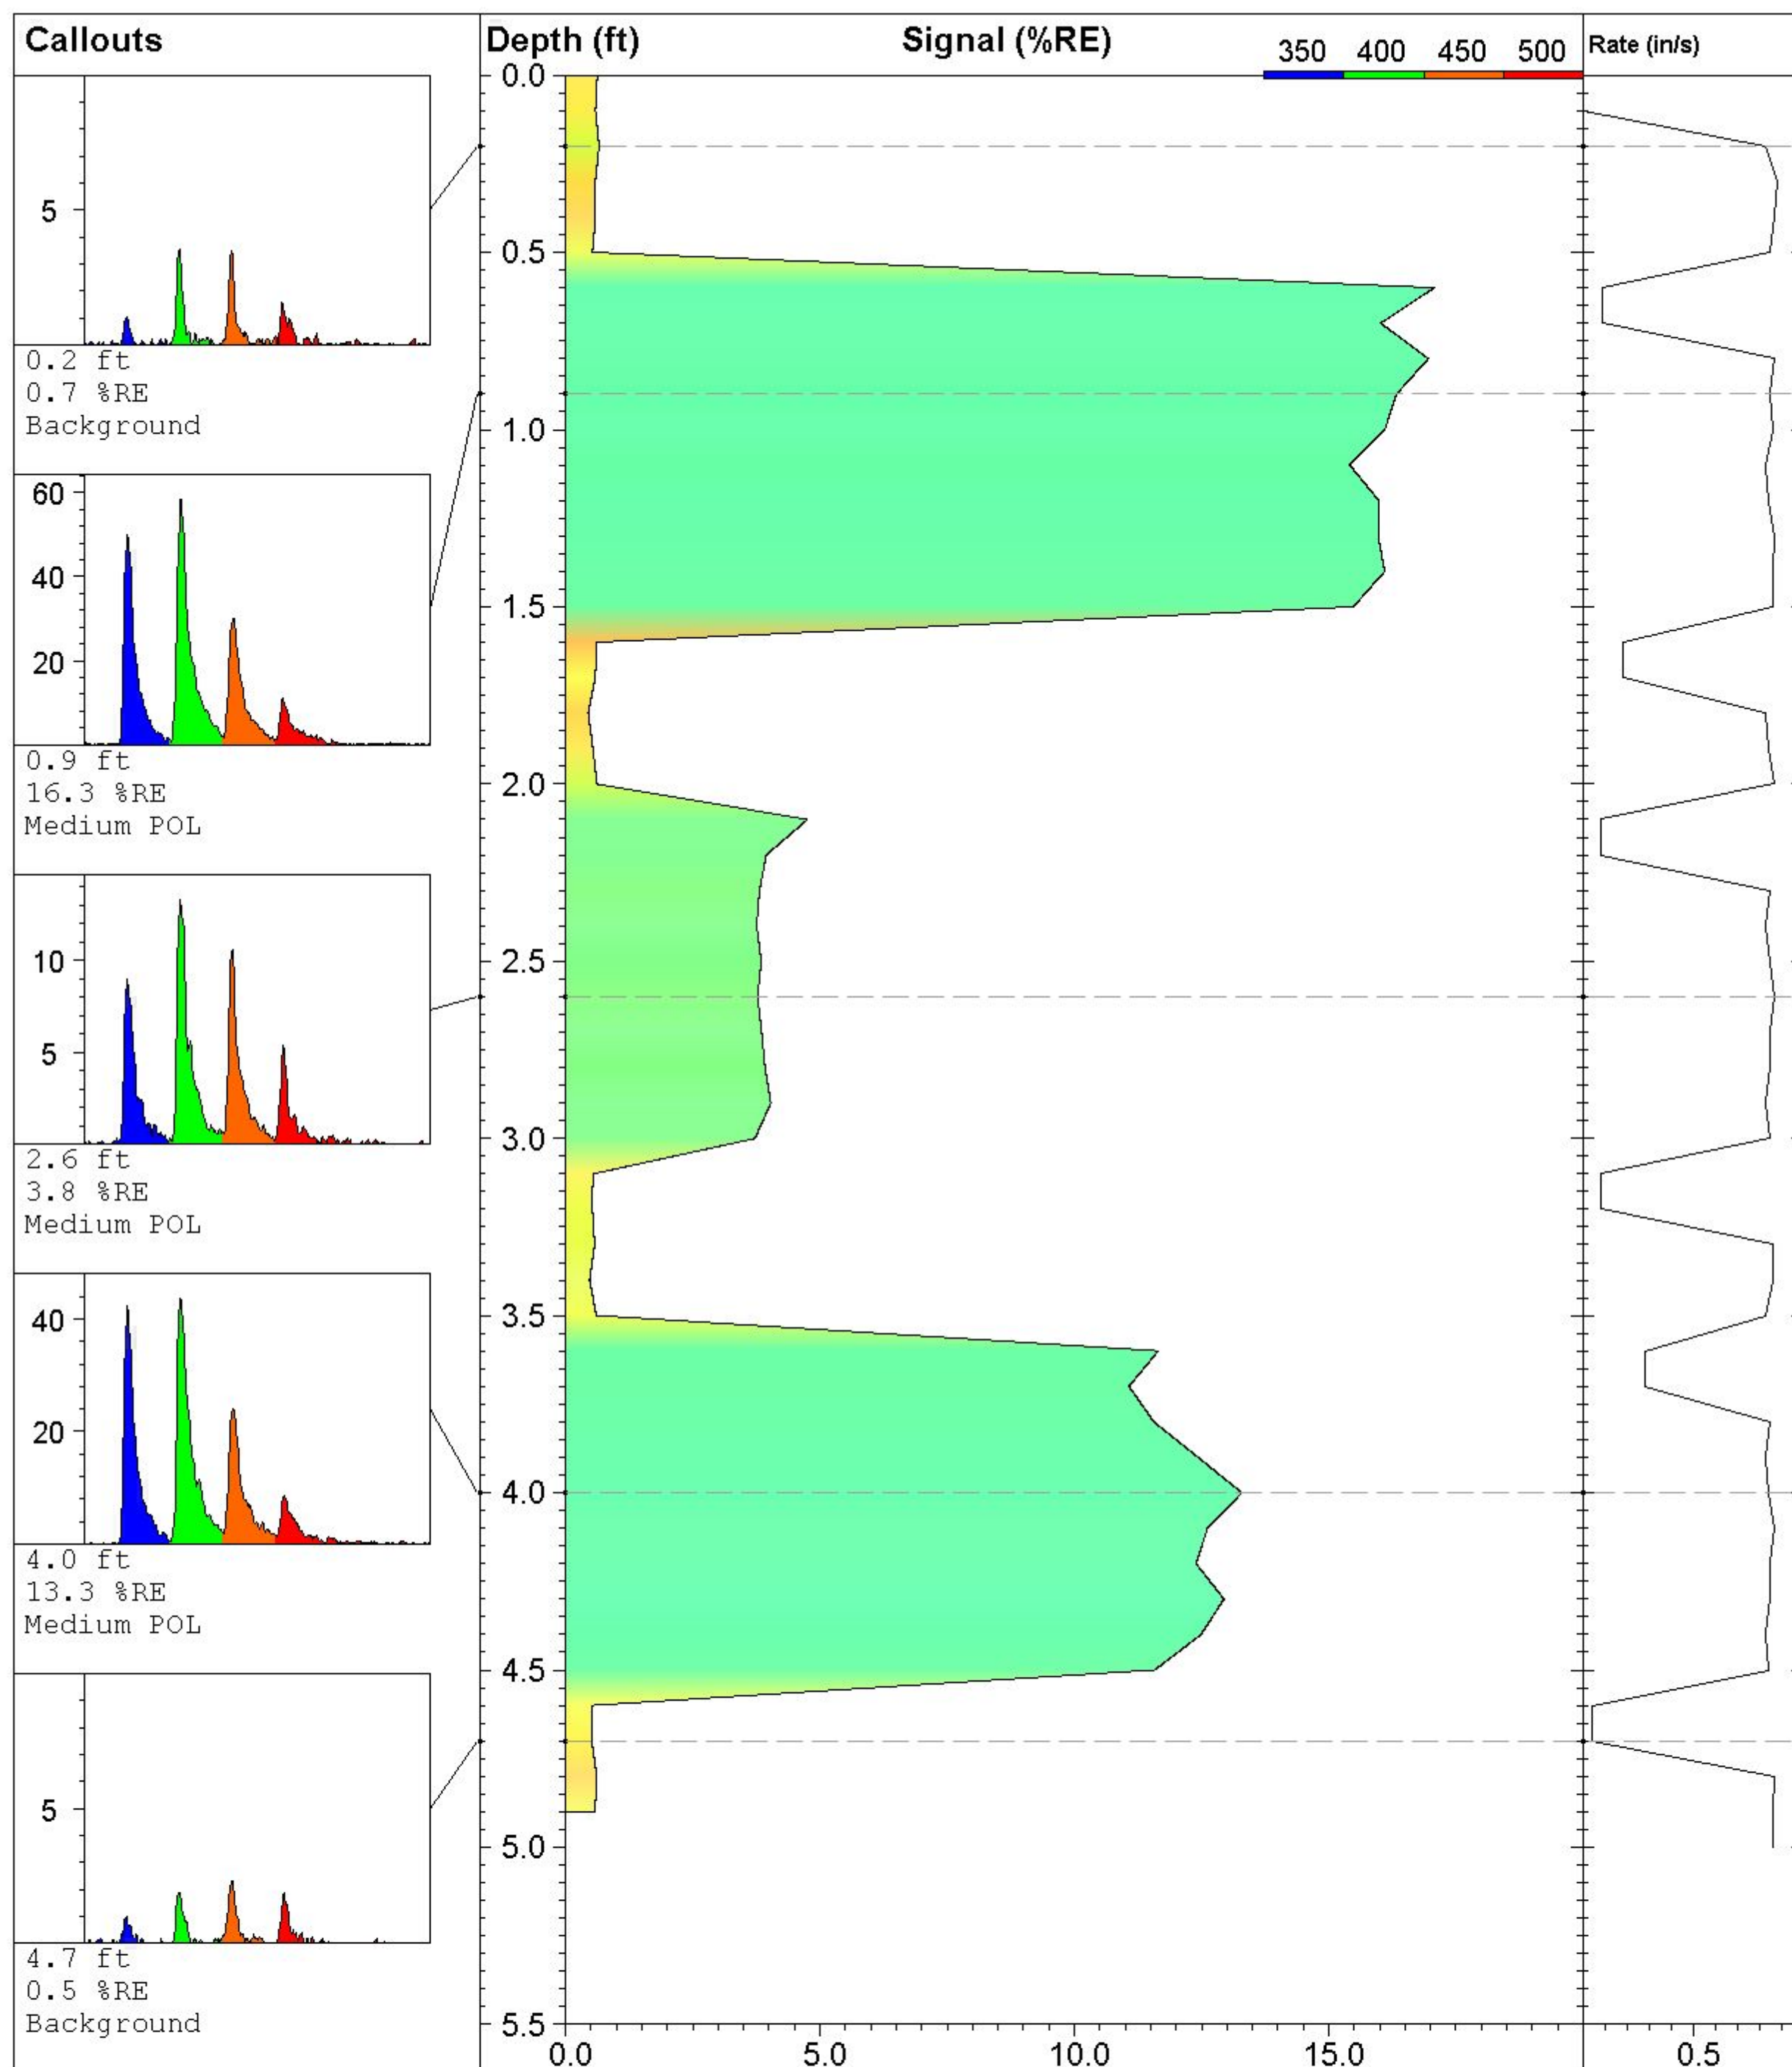 Callouts
Depth (ft)
Signal (%RE)
350 400 450 500
Rate (in/s)
5
0.2 ft
0.7 %RE
Background
60
40
20
0.9 ft
16.3 %RE
Medium POL
10
5
2.6 ft
3.8 %RE
Medium POL
40
20
4.0 ft
13.3 %RE
Medium POL
5
4.7 ft
0.5 %RE
Background
0.0
0.5
1.0
1.5
2.0
2.5
3.0
3.5
4.0
4.5
5.0
5.5
0.0 5.0 10.0 15.0
0.5